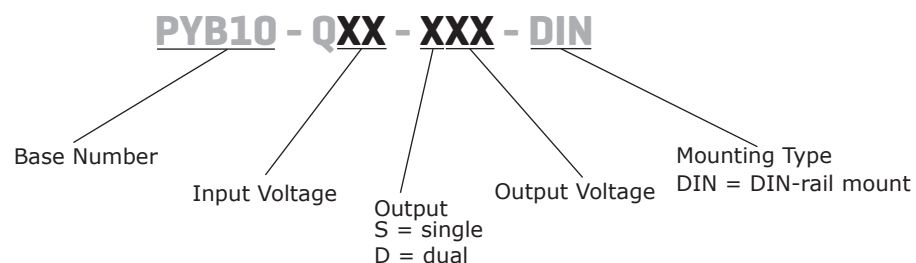 PYB10 - QXX - XXX - DIN
Base Number
Input Voltage
Output
S = single
D = dual
Output Voltage
Mounting Type
DIN = DIN-rail mount